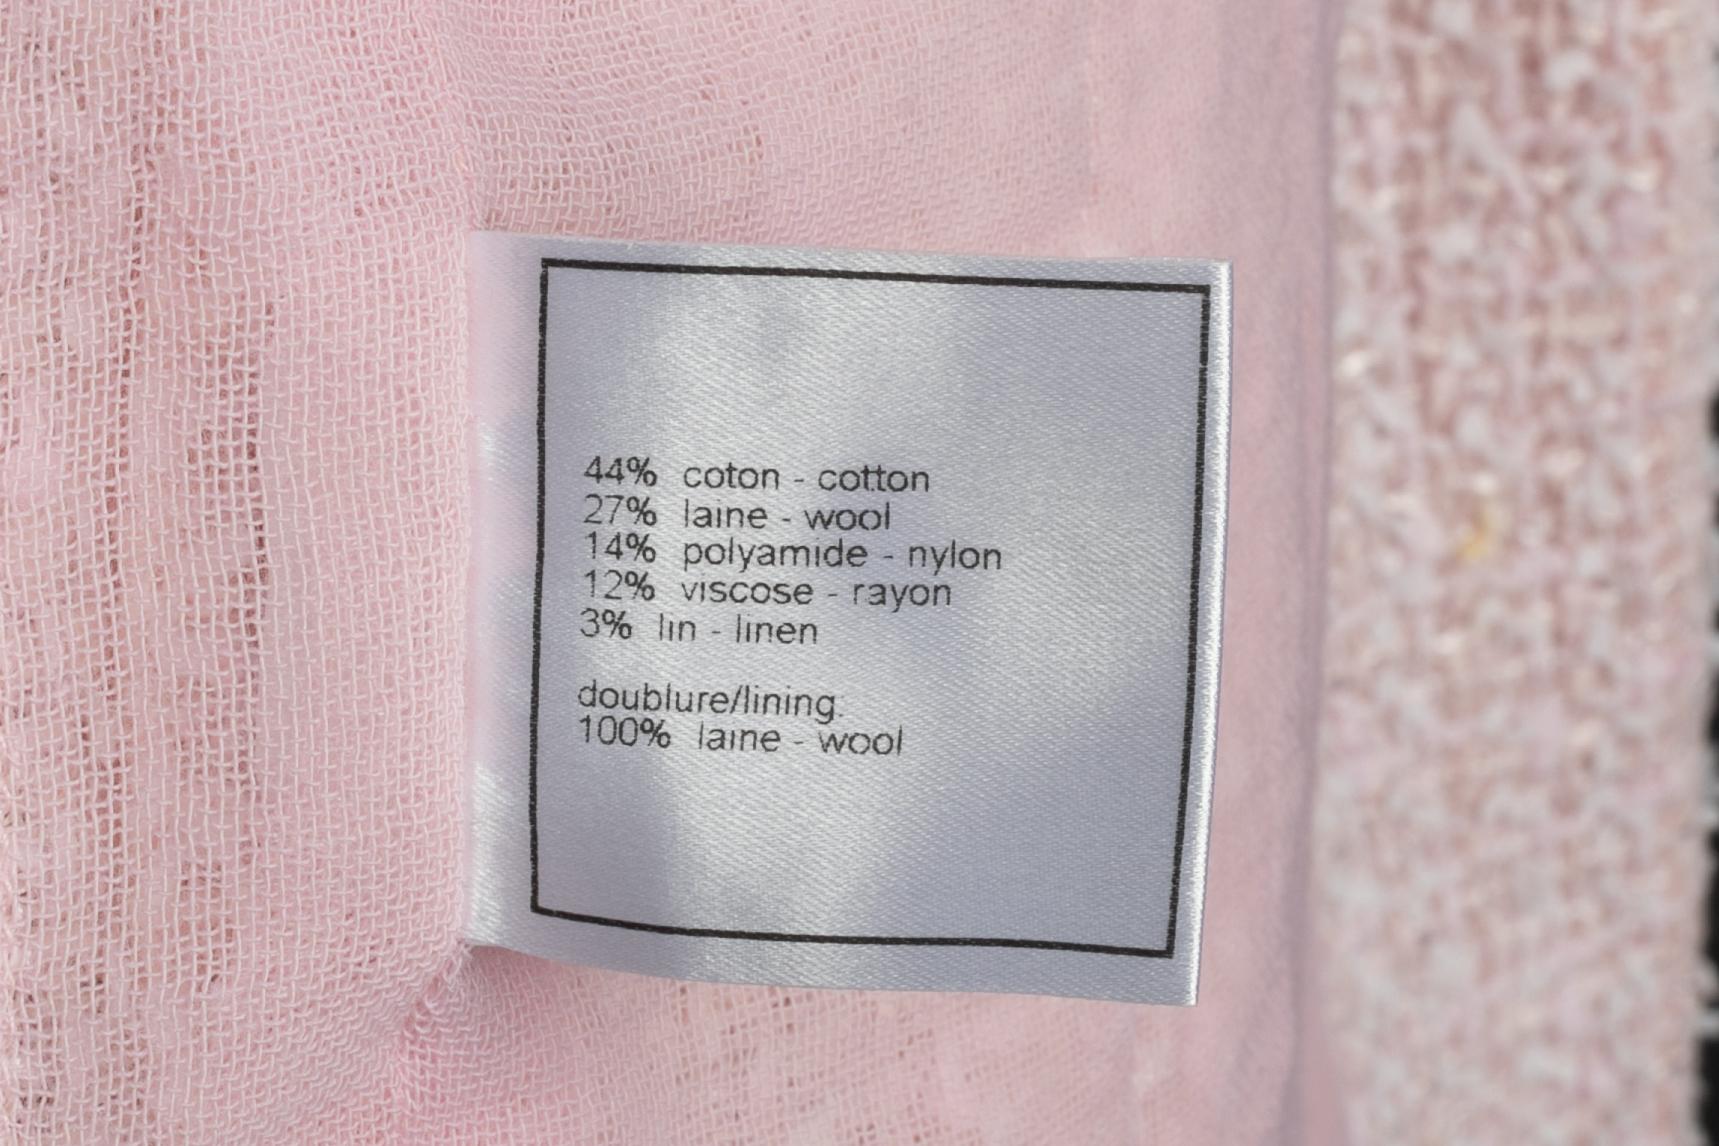 44% coton - cotton
27% laine - wool
14% polyamide - nylon
12% viscose - rayon
3% lin - linen
doublure/lining:
100% laine - wool